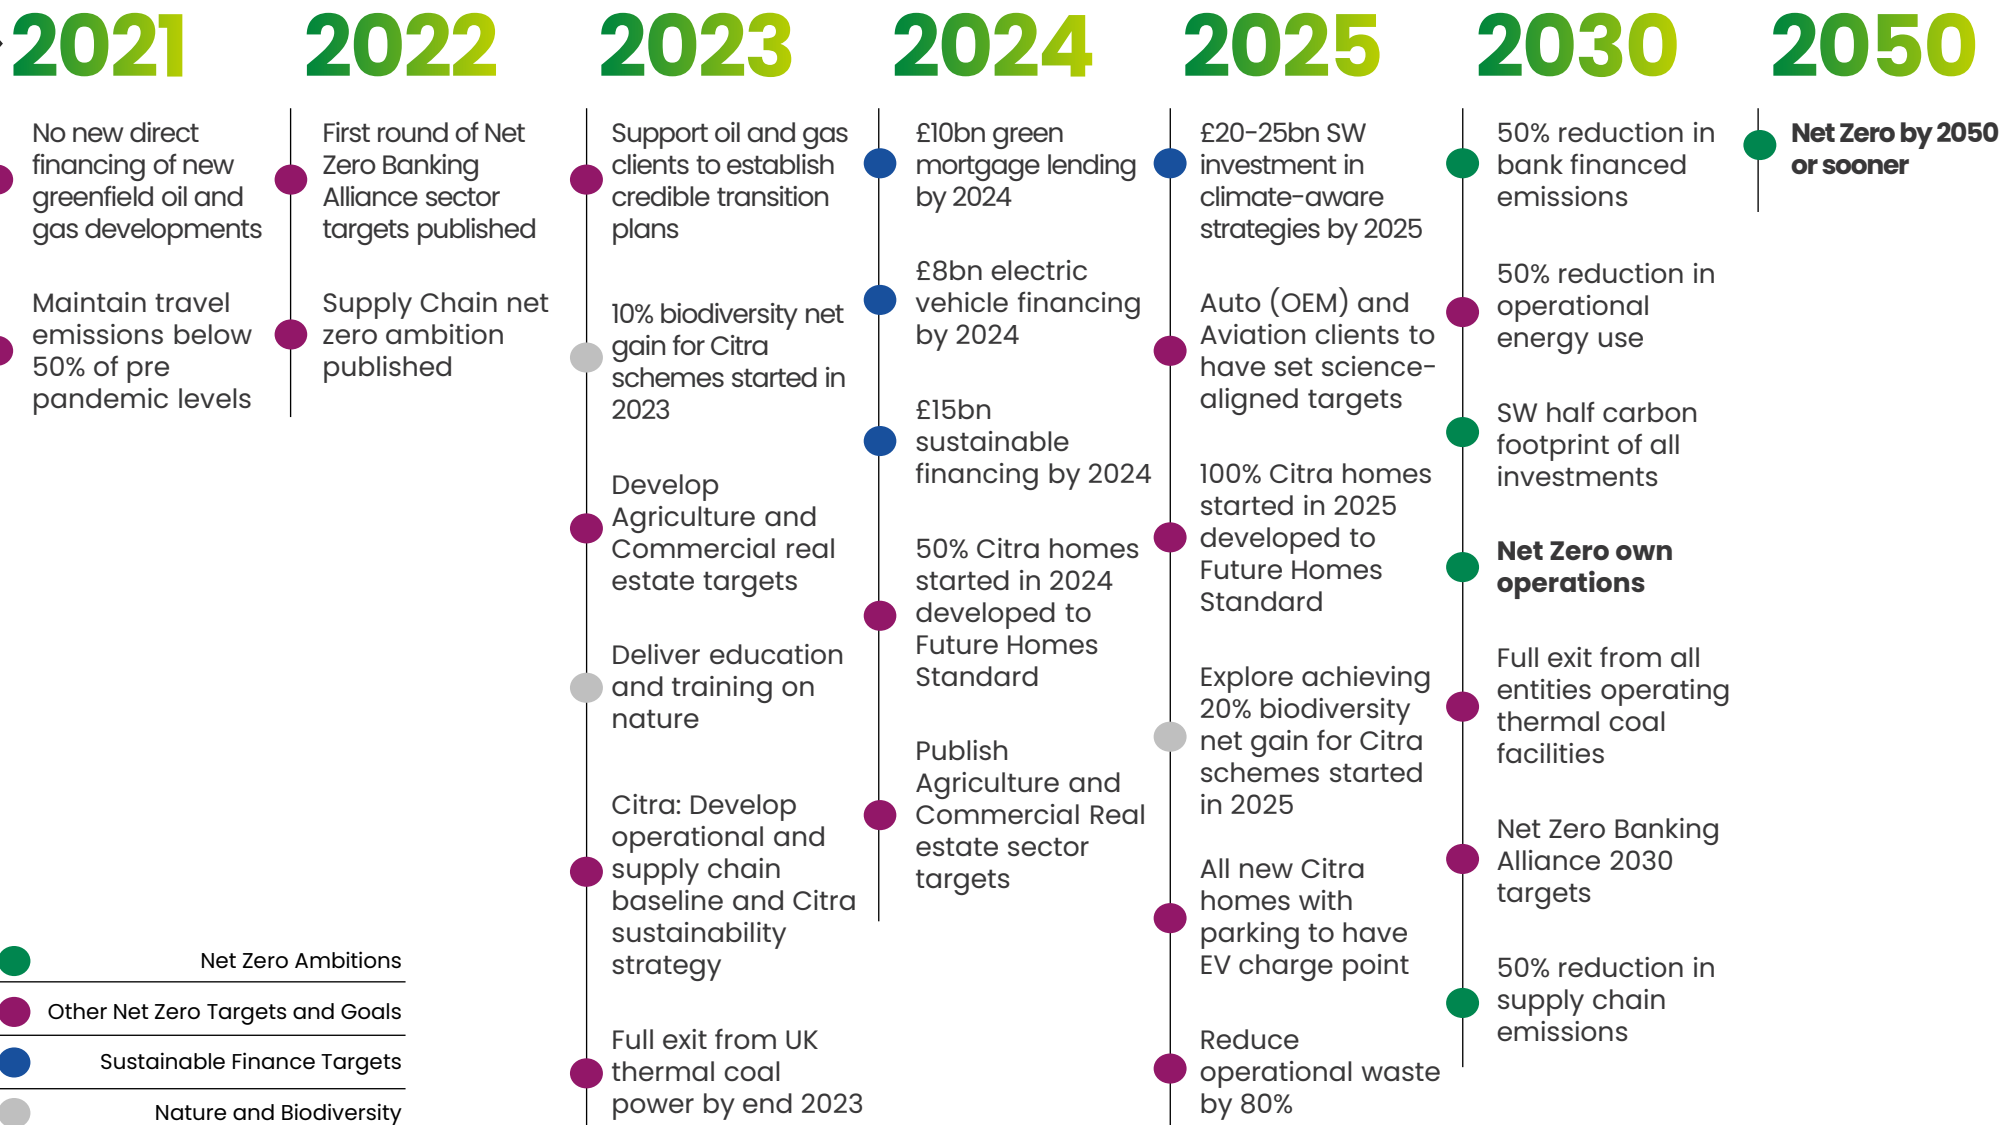 2021
No new direct
financing of new
greenfield oil and
gas developments
Maintain travel
emissions below
50% of pre
pandemic levels
2022
First round of Net
Zero Banking
Alliance sector
targets published
Supply Chain net
zero ambition
published
2023
Support oil and gas
clients to establish
credible transition
plans
10% biodiversity net
gain for Citra
schemes started in
2023
Develop
Agriculture and
Commercial real
estate targets
Deliver education
and training on
nature
Citra: Develop
operational and
supply chain
baseline and Citra
sustainability
strategy
Full exit from UK
thermal coal
power by end 2023
2024
£10bn green
mortgage lending
by 2024
£8bn electric
vehicle financing
by 2024
£15bn
sustainable
financing by 2024
50% Citra homes
started in 2024
developed to
Future Homes
Standard
Publish
Agriculture and
Commercial Real
estate sector
targets
2025
£20-25bn SW
investment in
climate-aware
strategies by 2025
Auto (OEM) and
Aviation clients to
have set science-
aligned targets
100% Citra homes
started in 2025
developed to
Future Homes
Standard
Explore achieving
20% biodiversity
net gain for Citra
schemes started
in 2025
All new Citra
homes with
parking to have
EV charge point
Reduce
operational waste
by 80%
2030
50% reduction in
bank financed
emissions
50% reduction in
operational
energy use
SW half carbon
footprint of all
investments
Net Zero own
operations
Full exit from all
entities operating
thermal coal
facilities
Net Zero Banking
Alliance 2030
targets
50% reduction in
supply chain
emissions
2050
Net Zero by 2050
or sooner
Net Zero Ambitions
Other Net Zero Targets and Goals
Sustainable Finance Targets
Nature and Biodiversity